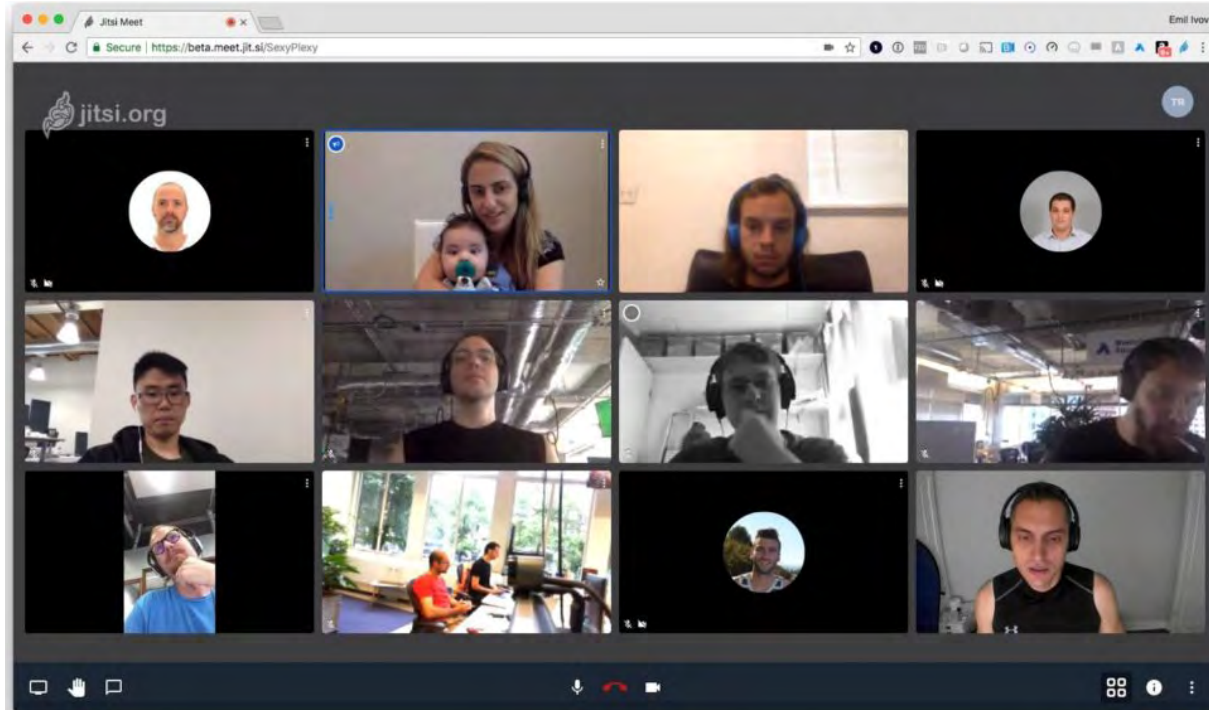 Jitsi Meet
Emil Ivov
Secure | https://beta.meet.jit.si/SexyPlexy
jitsi.org
TR